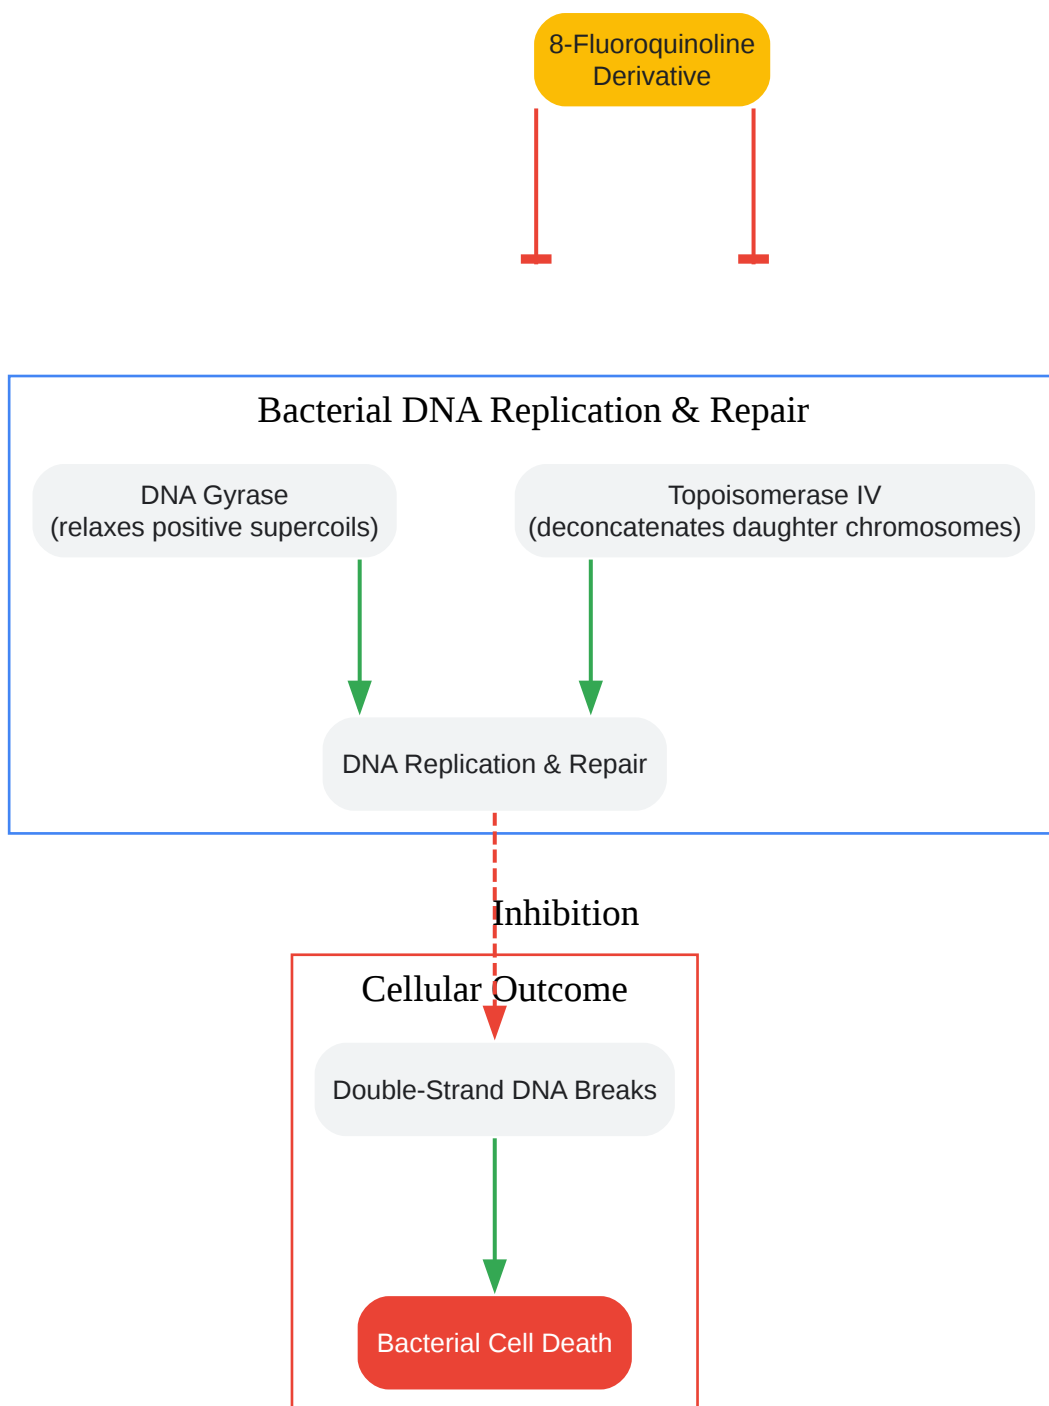 8-Fluoroquinoline
Derivative
Bacterial DNA Replication & Repair
DNA Gyrase
(relaxes positive supercoils)
Topoisomerase IV
(deconcatenates daughter chromosomes)
DNA Replication & Repair
Inhibition
Cellular Outcome
Double-Strand DNA Breaks
Bacterial Cell Death